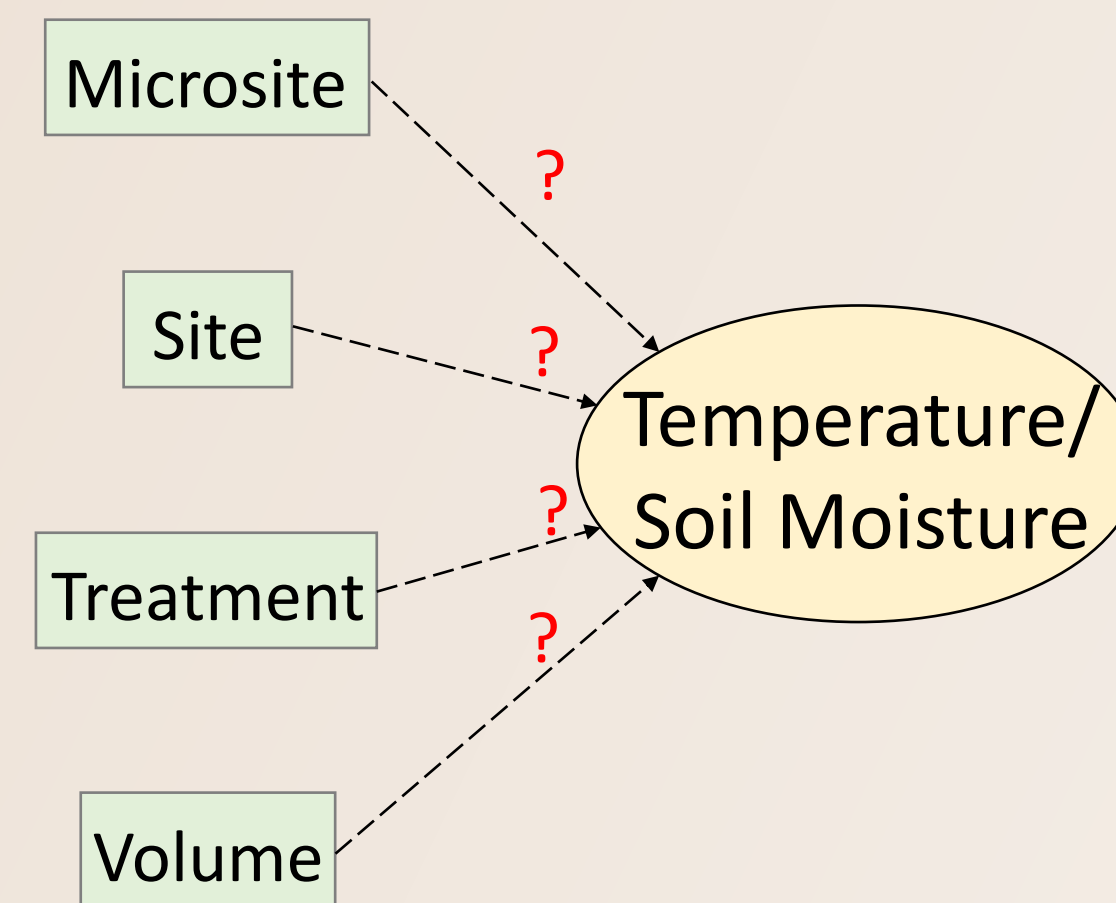 Microsite
?
Site
?
Temperature/
Soil Moisture
?
Treatment
?
Volume